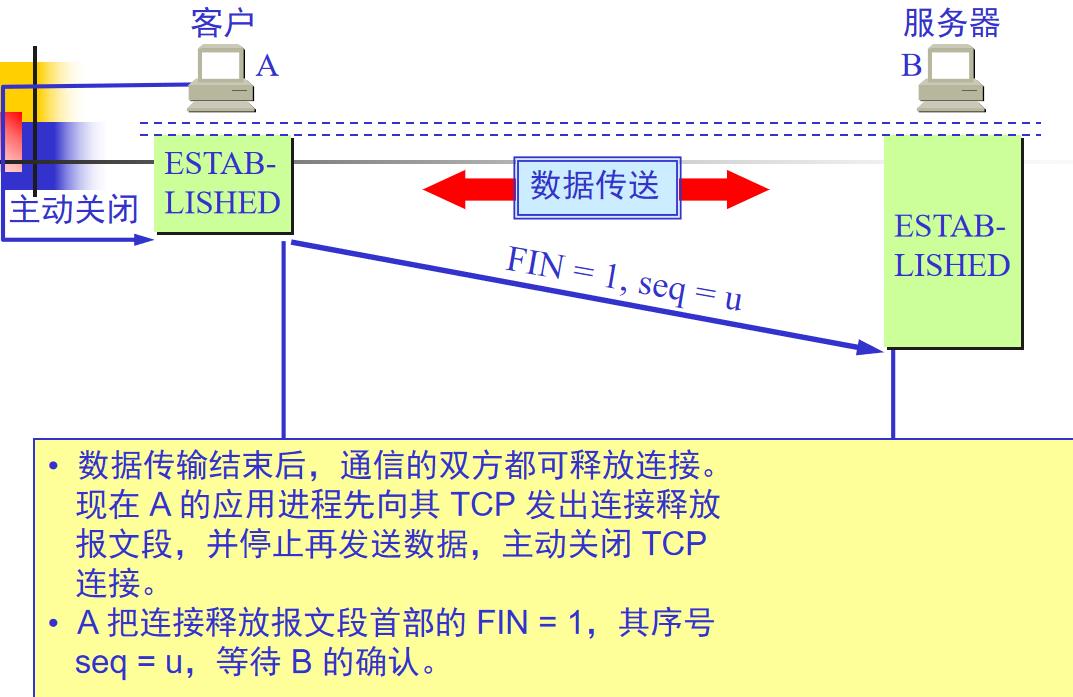 客户
服务器
A
B
ESTAB-
LISHED
数据传送
主动关闭
ESTAB-
LISHED
FIN = 1, seq = u
• 数据传输结束后，通信的双方都可释放连接。
现在 A 的应用进程先向其 TCP 发出连接释放
报文段，并停止再发送数据，主动关闭 TCP
连接。
• A 把连接释放报文段首部的 FIN = 1，其序号
seq = u，等待 B 的确认。